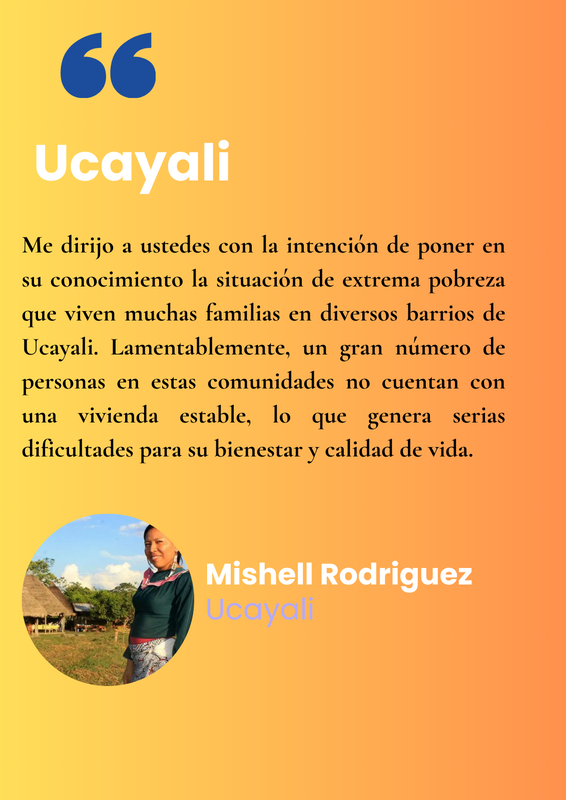 “
Ucayali
Me dirijo a ustedes con la intención de poner en
su conocimiento la situación de extrema pobreza
que viven muchas familias en diversos barrios de
Ucayali. Lamentablemente, un gran número de
personas en estas comunidades no cuentan con
una vivienda estable, lo que genera serias
dificultades para su bienestar y calidad de vida.
Mishell Rodriguez
Ucayali